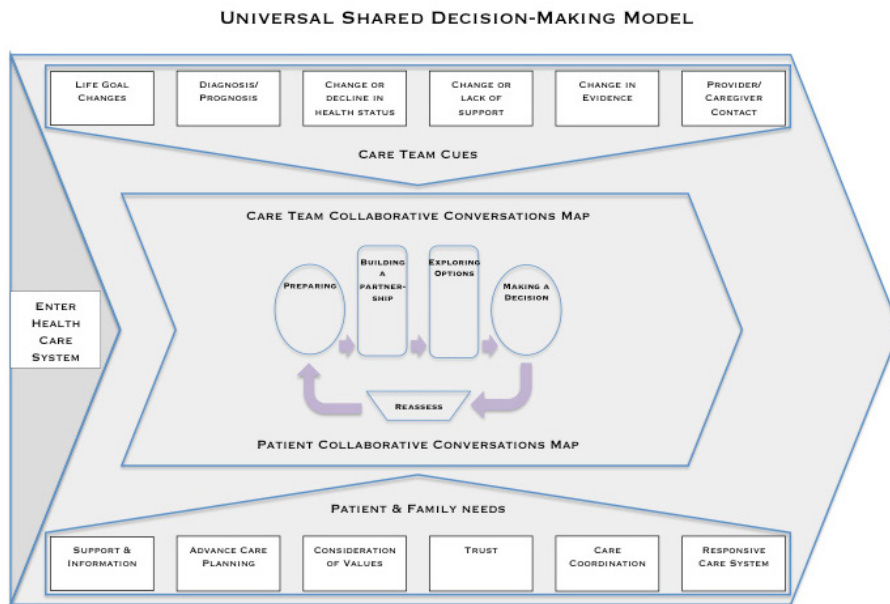 Universal Shared Decision-Making Model
Life Goal
Changes
Diagnosis/
Prognosis
Change or
decline in
health status
Change or
lack of
support
Change in
Evidence
Provider/
Caregiver
Contact
Care Team Cues
Care Team Collaborative Conversations Map
Preparing
Building
a
partner-
ship
Exploring
Options
Making a
Decision
Enter
Health
Care
System
Reassess
Patient Collaborative Conversations Map
Patient & Family needs
Support &
Information
Advance Care
Planning
Consideration
of Values
Trust
Care
Coordination
Responsive
Care System